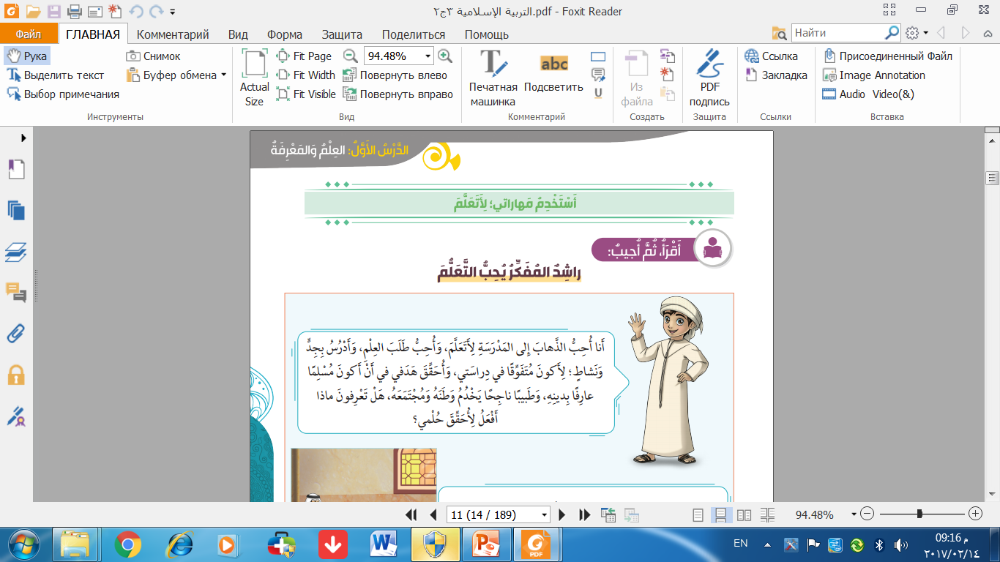 التربية الإسلامية ٣ج٢.pdf - Foxit Reader
Файл ГЛАВНАЯ Комментарий Вид Форма Защита Поделиться Помощь
Найти
Рука
Выделить текст
Выбор примечания
Инструменты
Снимок
Буфер обмена
Actual Size
Fit Page
Fit Width
Fit Visible
94.48%
Повернуть влево
Повернуть вправо
Вид
Печатная машинка
abc
Подсветить
U
Комментарий
Из файла
Создать
PDF подпись
Защита
Ссылка
Закладка
Ссылки
Присоединенный Файл
Image Annotation
Audio Video(&)
Вставка
الدَّرْسُ الأَوَّلُ: العِلْمُ وَالمَعْرِفَةُ
أَسْتَخْدِمُ مَهاراتي؛ لِأَتَعَلَّمَ
أَقْرَأُ، ثُمَّ أُجيبُ:
راشِدٌ المُفَكِّرُ يُحِبُّ التَّعَلُّمَ
أَنا أُحِبُّ الذَّهابَ إِلى المَدْرَسَةِ لِأَتَعَلَّمَ، وَأُحِبُّ طَلَبَ العِلْمِ، وَأَدْرُسُ بِجِدٍّ
وَنَشاطٍ؛ لِأَكونَ مُتَفَوِّقًا في دِراسَتي، وَأُحَقِّقَ هَدَفي في أَنْ أَكونَ مُسْلِمًا
عارِفًا بِدينِهِ، وَطَبيبًا ناجِحًا يَخْدُمُ وَطَنَهُ وَمُجْتَمَعَهُ، هَلْ تَعْرِفونَ ماذا
أَفْعَلُ لِأُحَقِّقَ حُلْمي؟
11 (14 / 189)
94.48%
EN
09:16 م
٢٠١٧/٠٢/١٤
PDF